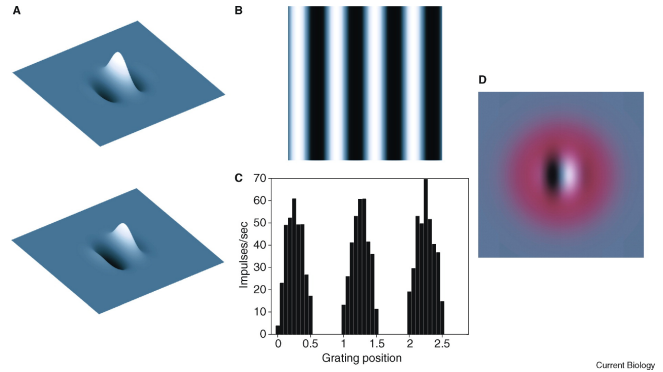 A
B
D
C
Impulses/sec
70
60
50
40
30
20
10
0
0 0.5 1 1.5 2 2.5
Grating position
Current Biology